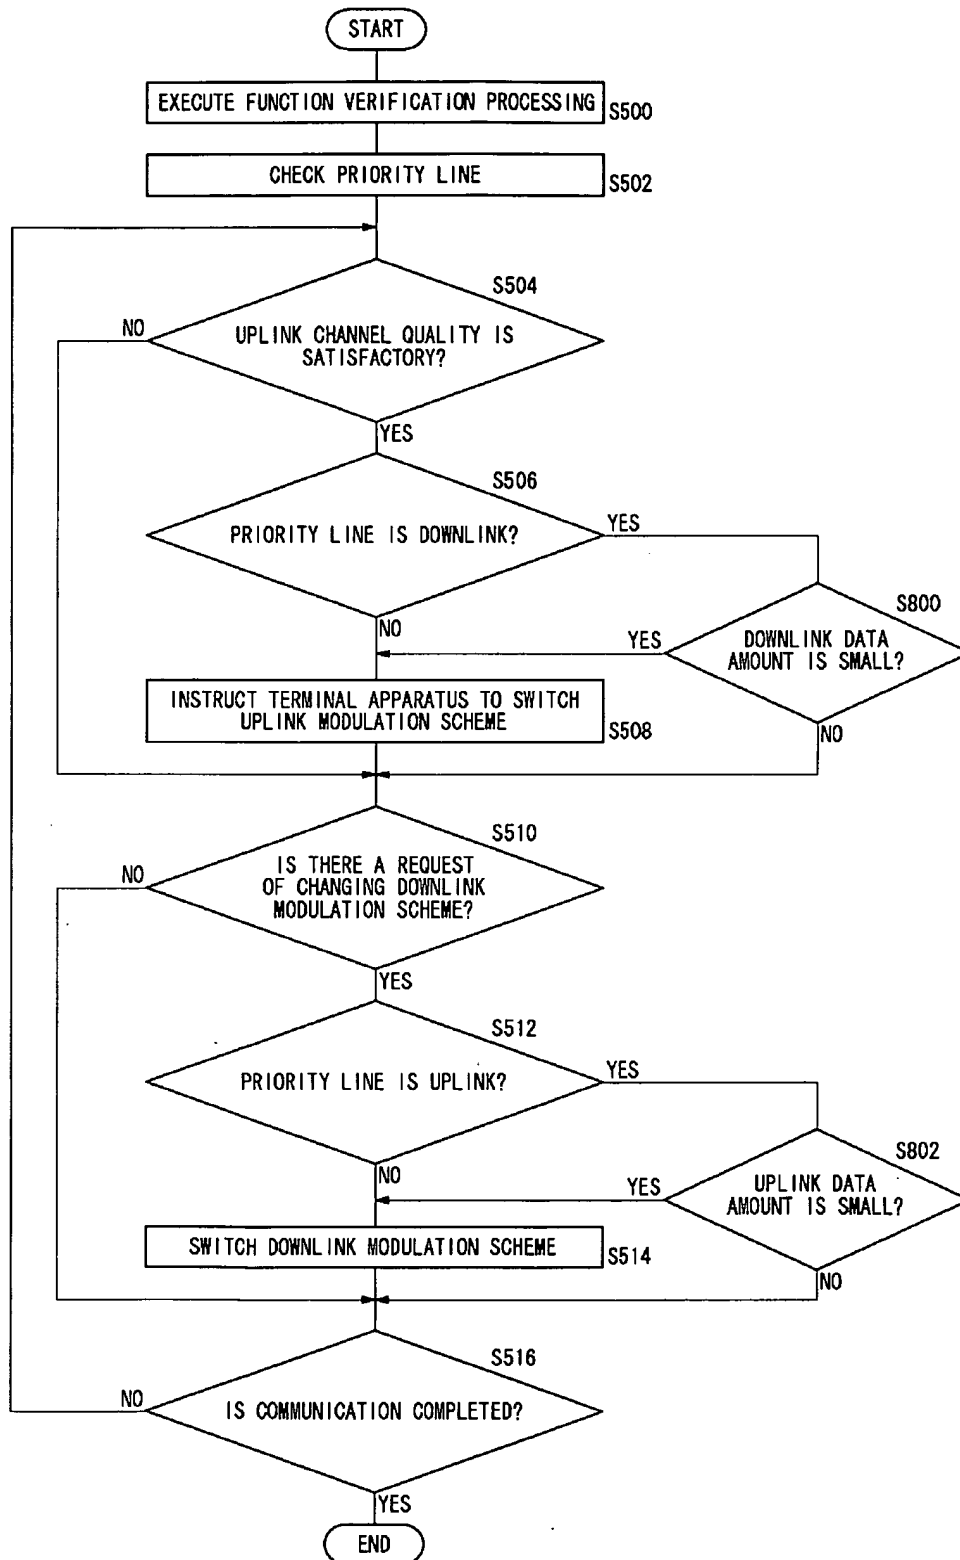 START
EXECUTE FUNCTION VERIFICATION PROCESSING
S500
CHECK PRIORITY LINE
S502
S504
NO
UPLINK CHANNEL QUALITY IS
SATISFACTORY?
YES
S506
PRIORITY LINE IS DOWNLINK?
YES
NO
S800
YES
DOWNLINK DATA
AMOUNT IS SMALL?
NO
INSTRUCT TERMINAL APPARATUS TO SWITCH
UPLINK MODULATION SCHEME
S508
S510
NO
IS THERE A REQUEST
OF CHANGING DOWNLINK
MODULATION SCHEME?
YES
S512
PRIORITY LINE IS UPLINK?
YES
NO
S802
YES
UPLINK DATA
AMOUNT IS SMALL?
NO
SWITCH DOWNLINK MODULATION SCHEME
S514
S516
NO
IS COMMUNICATION COMPLETED?
YES
END